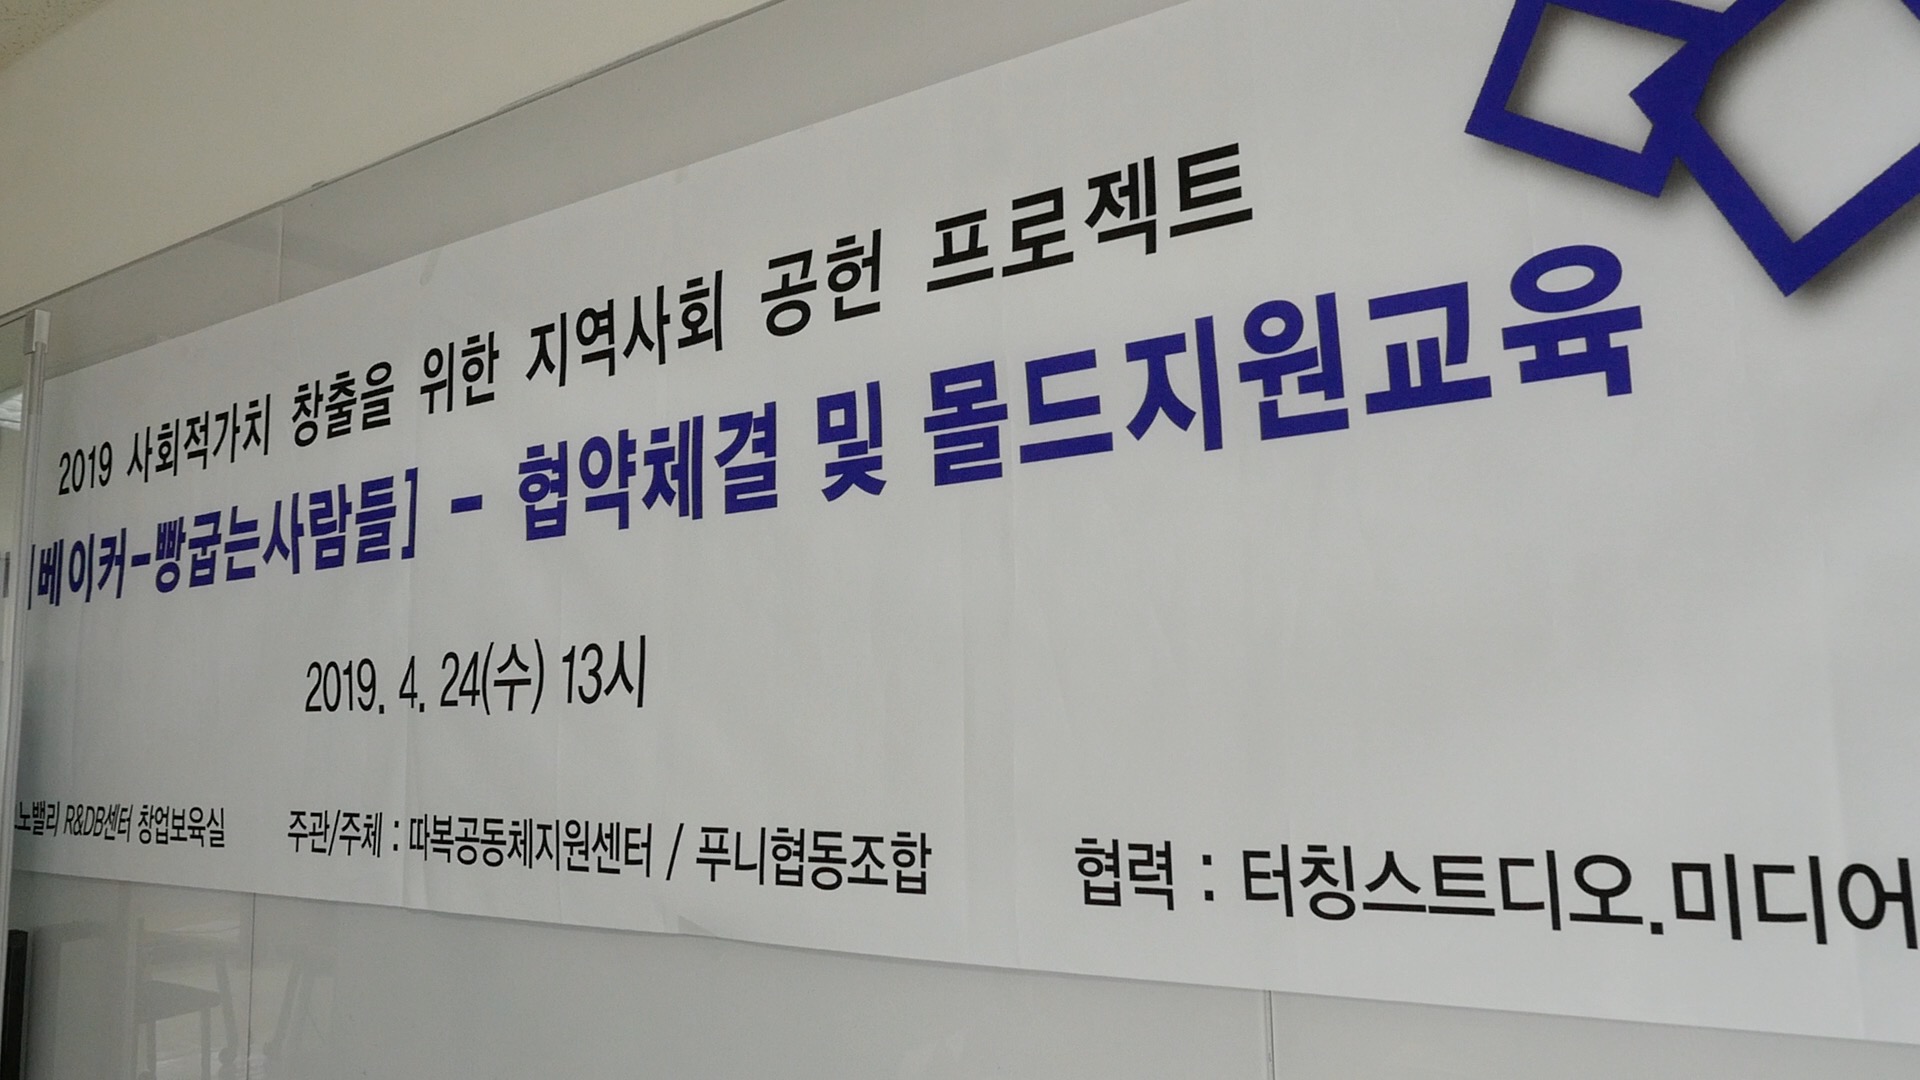 2019 사회적가치 창출을 위한 지역사회 공헌 프로젝트
[베이커-빵굽는사람들] - 협약체결 및 몰드지원교육
2019. 4. 24(수) 13시
노밸리 R&DB센터 창업보육실 주관/주체 : 따복공동체지원센터 / 푸니협동조합 협력 : 터칭스트디오.미디어